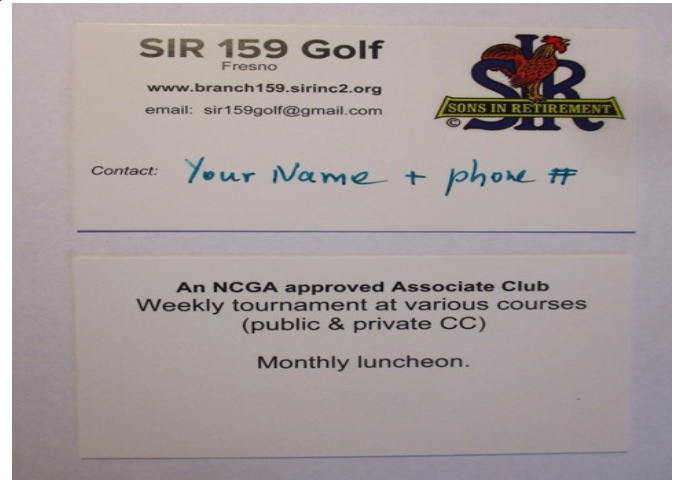 SIR 159 Golf
Fresno
www.branch159.sirinc2.org
email: sir159golf@gmail.com
SIR
SONS IN RETIREMENT
©
Contact: Your Name + phone #
An NCGA approved Associate Club
Weekly tournament at various courses
(public & private CC)
Monthly luncheon.